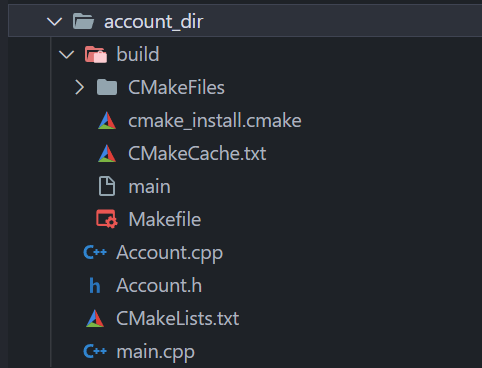 account_dir
build
CMakeFiles
cmake_install.cmake
CMakeCache.txt
main
Makefile
C++ Account.cpp
h Account.h
CMakeLists.txt
C++ main.cpp